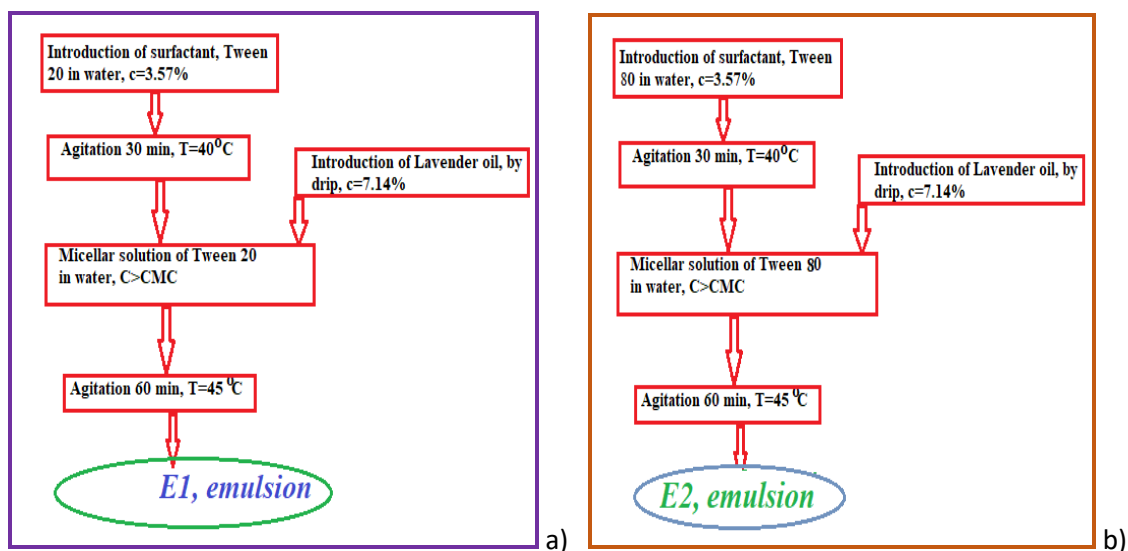 Introduction of surfactant, Tween
20 in water, c=3.57%
Agitation 30 min, T=40⁰C
Introduction of Lavender oil, by
drip, c=7.14%
Micellar solution of Tween 20
in water, C>CMC
Agitation 60 min, T=45 ⁰C
E1, emulsion
a)
Introduction of surfactant, Tween
80 in water, c=3.57%
Agitation 30 min, T=40⁰C
Introduction of Lavender oil, by
drip, c=7.14%
Micellar solution of Tween 80
in water, C>CMC
Agitation 60 min, T=45 ⁰C
E2, emulsion
b)